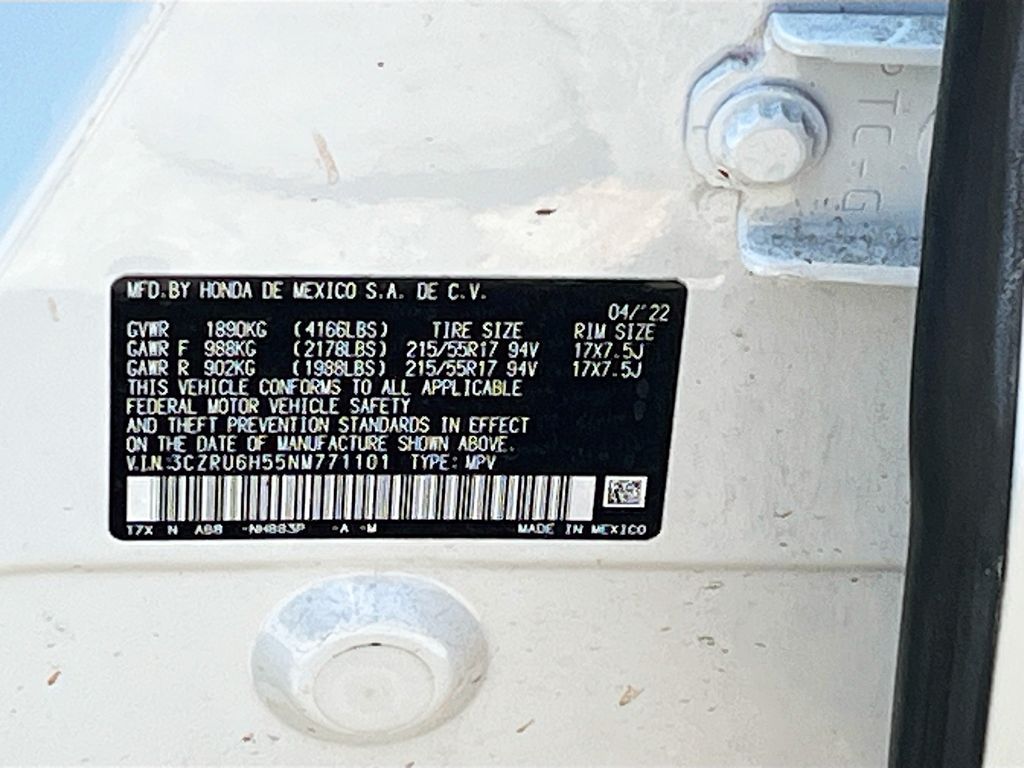 TC-G
MFD.BY HONDA DE MEXICO S.A. DE C.V.
04/'22
GVWR 1890KG (4166LBS) TIRE SIZE RIM SIZE
GAWR F 988KG (2178LBS) 215/55R17 94V 17X7.5J
GAWR R 902KG (1988LBS) 215/55R17 94V 17X7.5J
THIS VEHICLE CONFORMS TO ALL APPLICABLE
FEDERAL MOTOR VEHICLE SAFETY
AND THEFT PREVENTION STANDARDS IN EFFECT
ON THE DATE OF MANUFACTURE SHOWN ABOVE.
V.I.N:3CZRU6H55NM771101 TYPE: MPV
17X N AB8 -NH883P -A -M MADE IN MEXICO